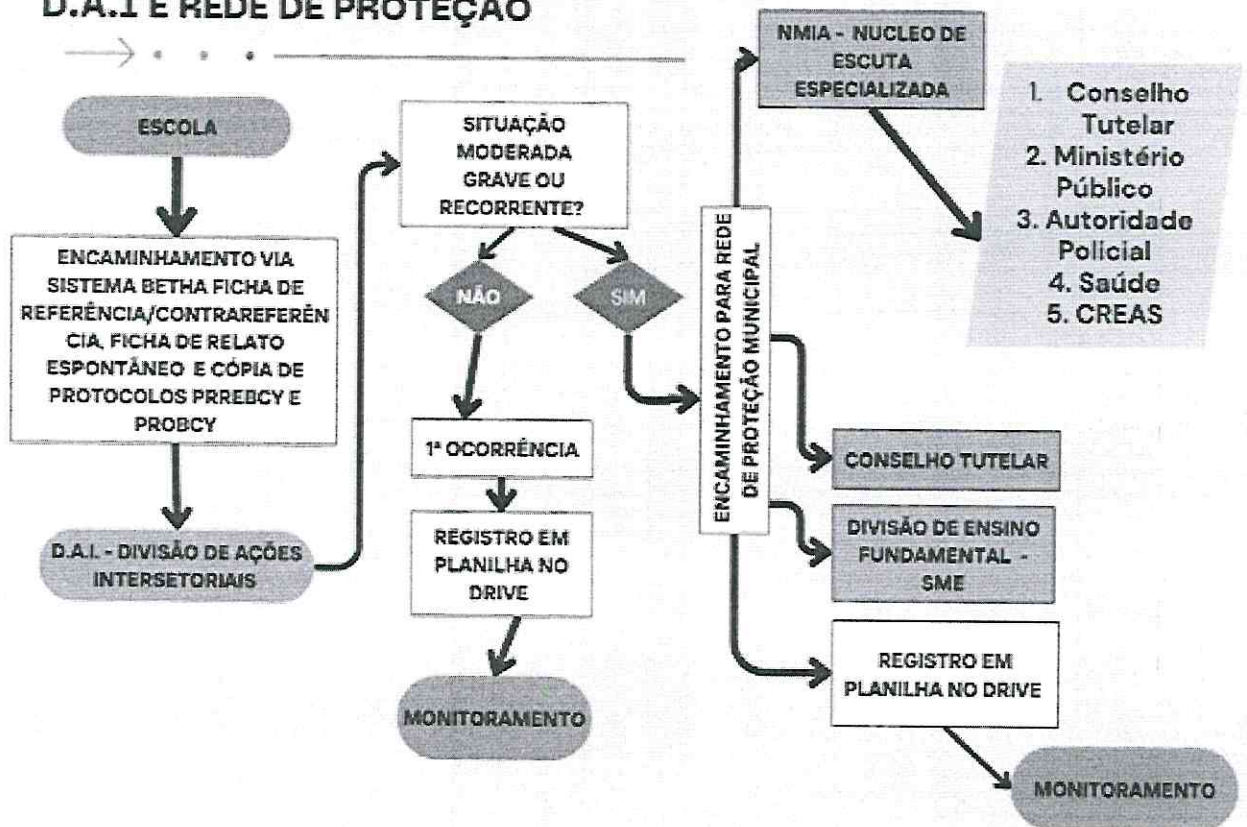 D.A.I E REDE DE PROTEÇÃO
ESCOLA
ENCAMINHAMENTO VIA
SISTEMA BETHA FICHA DE
REFERÊNCIA/CONTRAREFERÊN
CIA, FICHA DE RELATO
ESPONTÂNEO E CÓPIA DE
PROTOCOLOS PRREBCY E
PROBCY
D.A.I. - DIVISÃO DE AÇÕES
INTERSETORIAIS
SITUAÇÃO
MODERADA
GRAVE OU
RECORRENTE?
NÃO
SIM
1ª OCORRÊNCIA
REGISTRO EM
PLANILHA NO
DRIVE
MONITORAMENTO
ENCAMINHAMENTO PARA REDE
DE PROTEÇÃO MUNICIPAL
NMIA - NUCLEO DE
ESCUTA
ESPECIALIZADA
1. Conselho
Tutelar
2. Ministério
Público
3. Autoridade
Policial
4. Saúde
5. CREAS
CONSELHO TUTELAR
DIVISÃO DE ENSINO
FUNDAMENTAL -
SME
REGISTRO EM
PLANILHA NO DRIVE
MONITORAMENTO